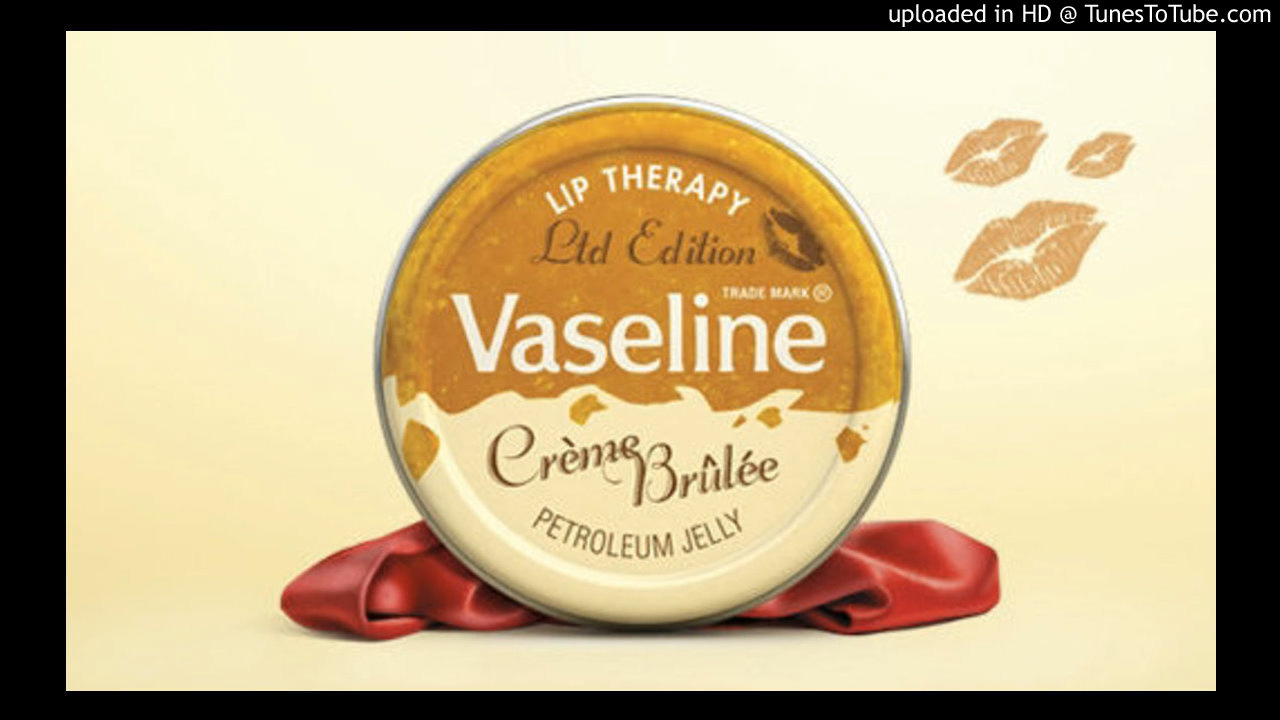 uploaded in HD @ TunesToTube.com
LIP THERAPY
Ltd Edition
TRADE MARK ®
Vaseline
Crème Brûlée
PETROLEUM JELLY